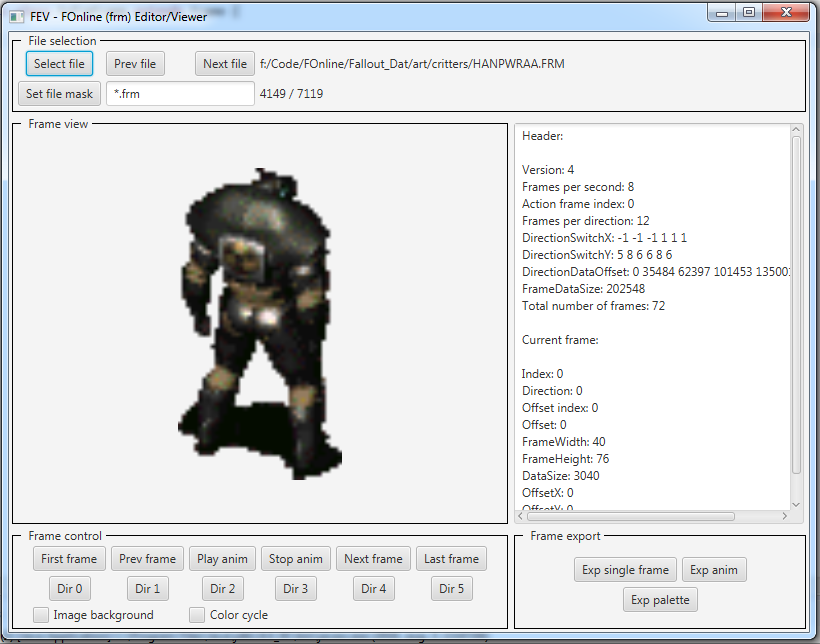 FEV - FOnline (frm) Editor/Viewer
File selection
Select file Prev file Next file f:/Code/FOnline/Fallout_Dat/art/critters/HANPWRAA.FRM
Set file mask *.frm 4149 / 7119
Frame view
Header:
Version: 4
Frames per second: 8
Action frame index: 0
Frames per direction: 12
DirectionSwitchX: -1 -1 -1 1 1 1
DirectionSwitchY: 5 8 6 6 8 6
DirectionDataOffset: 0 35484 62397 101453 13500
FrameDataSize: 202548
Total number of frames: 72
Current frame:
Index: 0
Direction: 0
Offset index: 0
Offset: 0
FrameWidth: 40
FrameHeight: 76
DataSize: 3040
OffsetX: 0
OffsetY: 0
Frame control
First frame Prev frame Play anim Stop anim Next frame Last frame
Dir 0 Dir 1 Dir 2 Dir 3 Dir 4 Dir 5
Image background Color cycle
Frame export
Exp single frame Exp anim
Exp palette